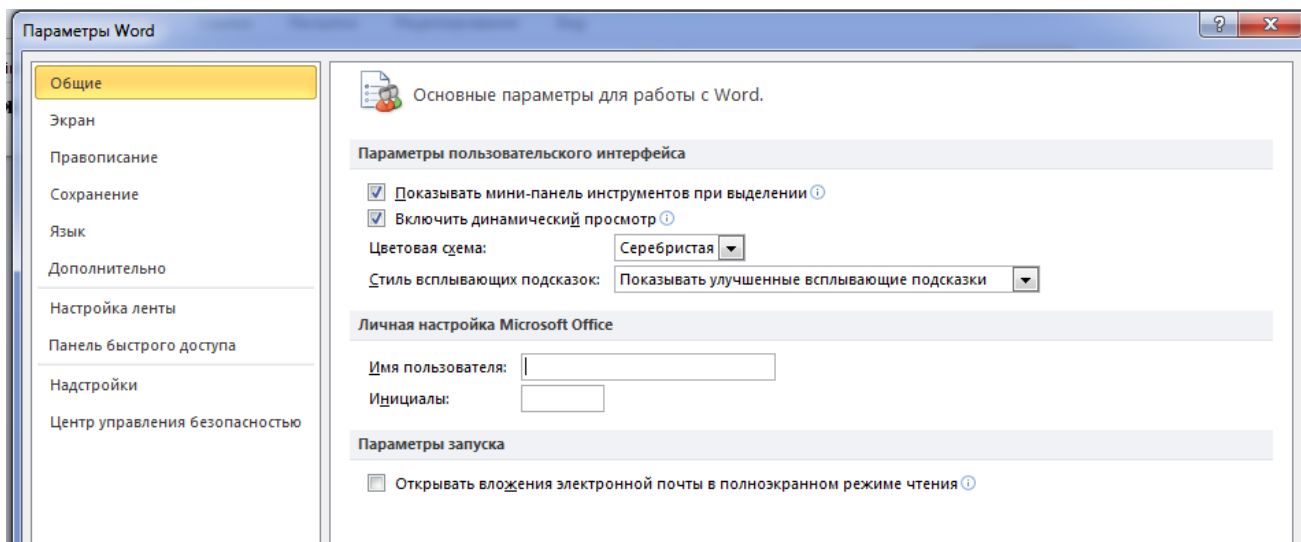 Параметры Word
Общие
Экран
Правописание
Сохранение
Язык
Дополнительно
Настройка ленты
Панель быстрого доступа
Надстройки
Центр управления безопасностью
Основные параметры для работы с Word.
Параметры пользовательского интерфейса
Показывать мини-панель инструментов при выделении
Включить динамический просмотр
Цветовая схема: Серебристая
Стиль всплывающих подсказок: Показывать улучшенные всплывающие подсказки
Личная настройка Microsoft Office
Имя пользователя:
Инициалы:
Параметры запуска
Открывать вложения электронной почты в полноэкранном режиме чтения